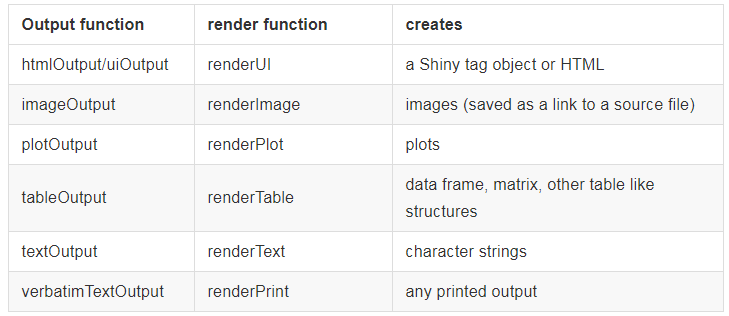 Output function render function creates
htmlOutput/uiOutput renderUI a Shiny tag object or HTML
imageOutput renderImage images (saved as a link to a source file)
plotOutput renderPlot plots
tableOutput renderTable data frame, matrix, other table like
structures
textOutput renderText character strings
verbatimTextOutput renderPrint any printed output